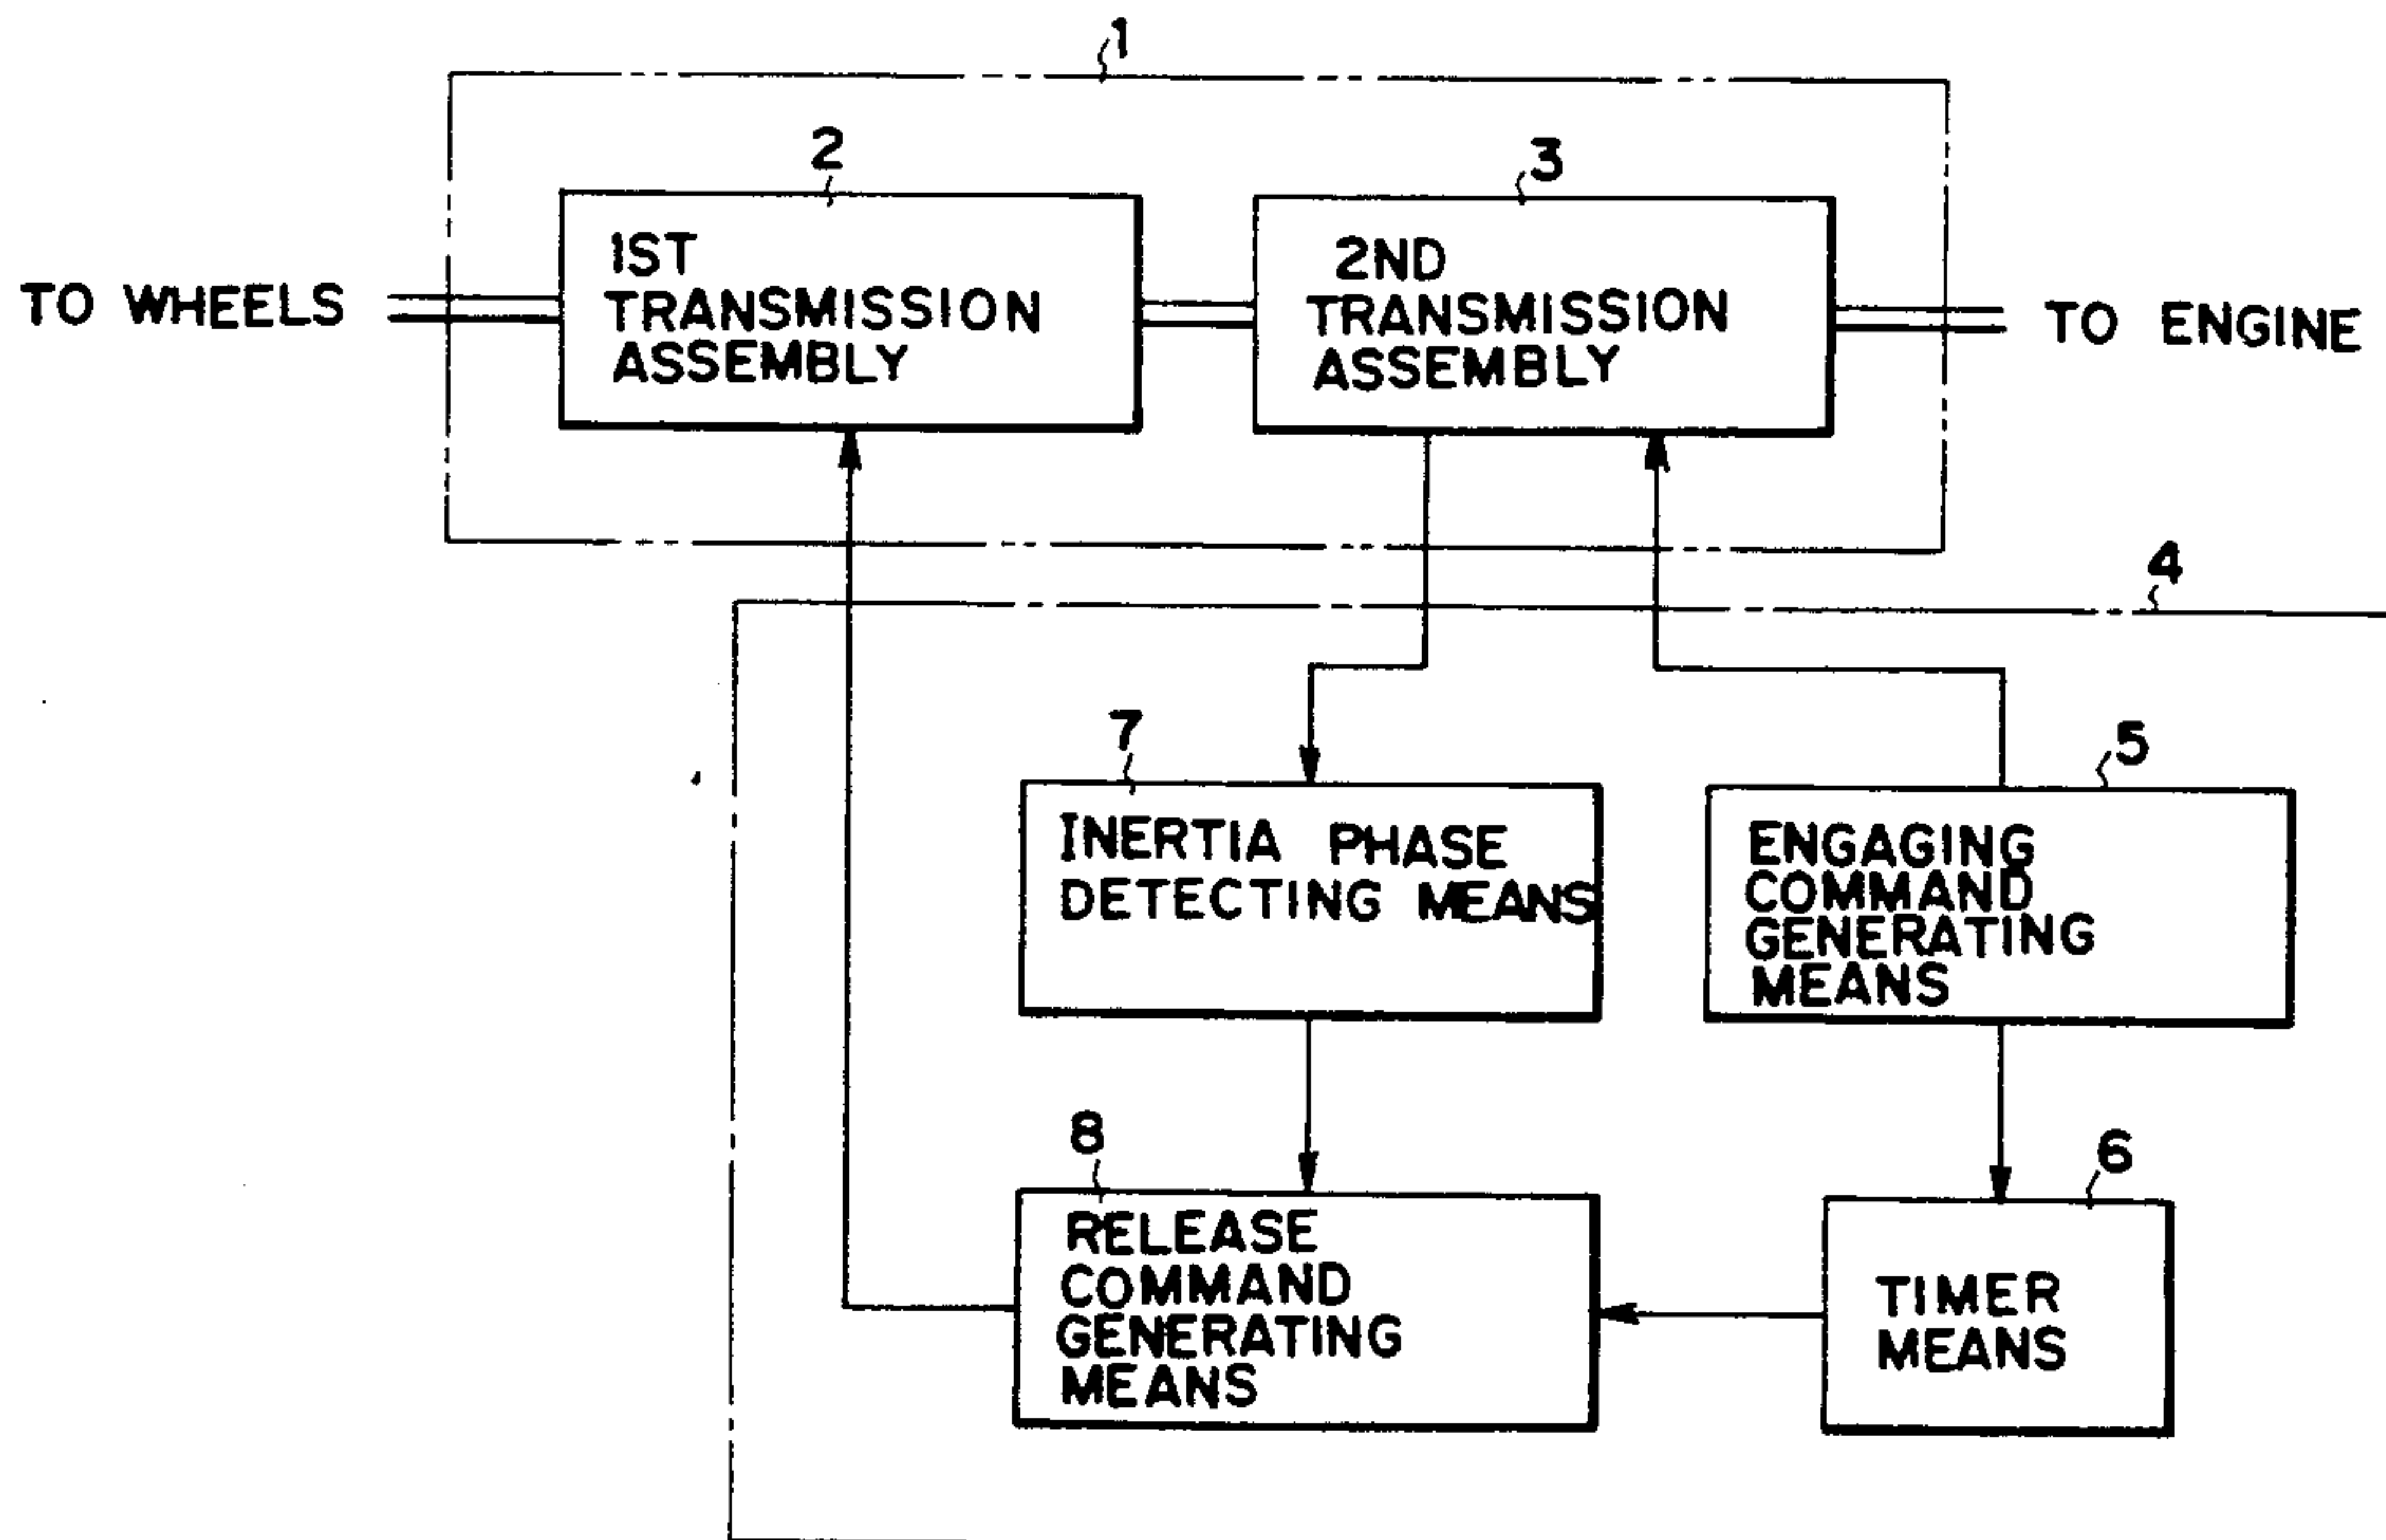 1
2
3
1ST
TRANSMISSION
ASSEMBLY
2ND
TRANSMISSION
ASSEMBLY
TO WHEELS
TO ENGINE
4
7
5
INERTIA PHASE
DETECTING MEANS
ENGAGING
COMMAND
GENERATING
MEANS
8
6
RELEASE
COMMAND
GENERATING
MEANS
TIMER
MEANS